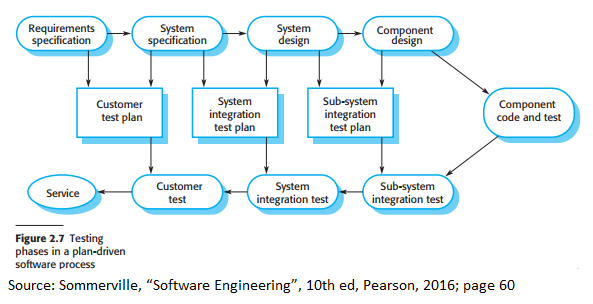 Requirements
specification
System
specification
System
design
Component
design
Customer
test plan
System
integration
test plan
Sub-system
integration
test plan
Component
code and test
Service
Customer
test
System
integration test
Sub-system
integration test
Figure 2.7 Testing
phases in a plan-driven
software process
Source: Sommerville, “Software Engineering”, 10th ed, Pearson, 2016; page 60